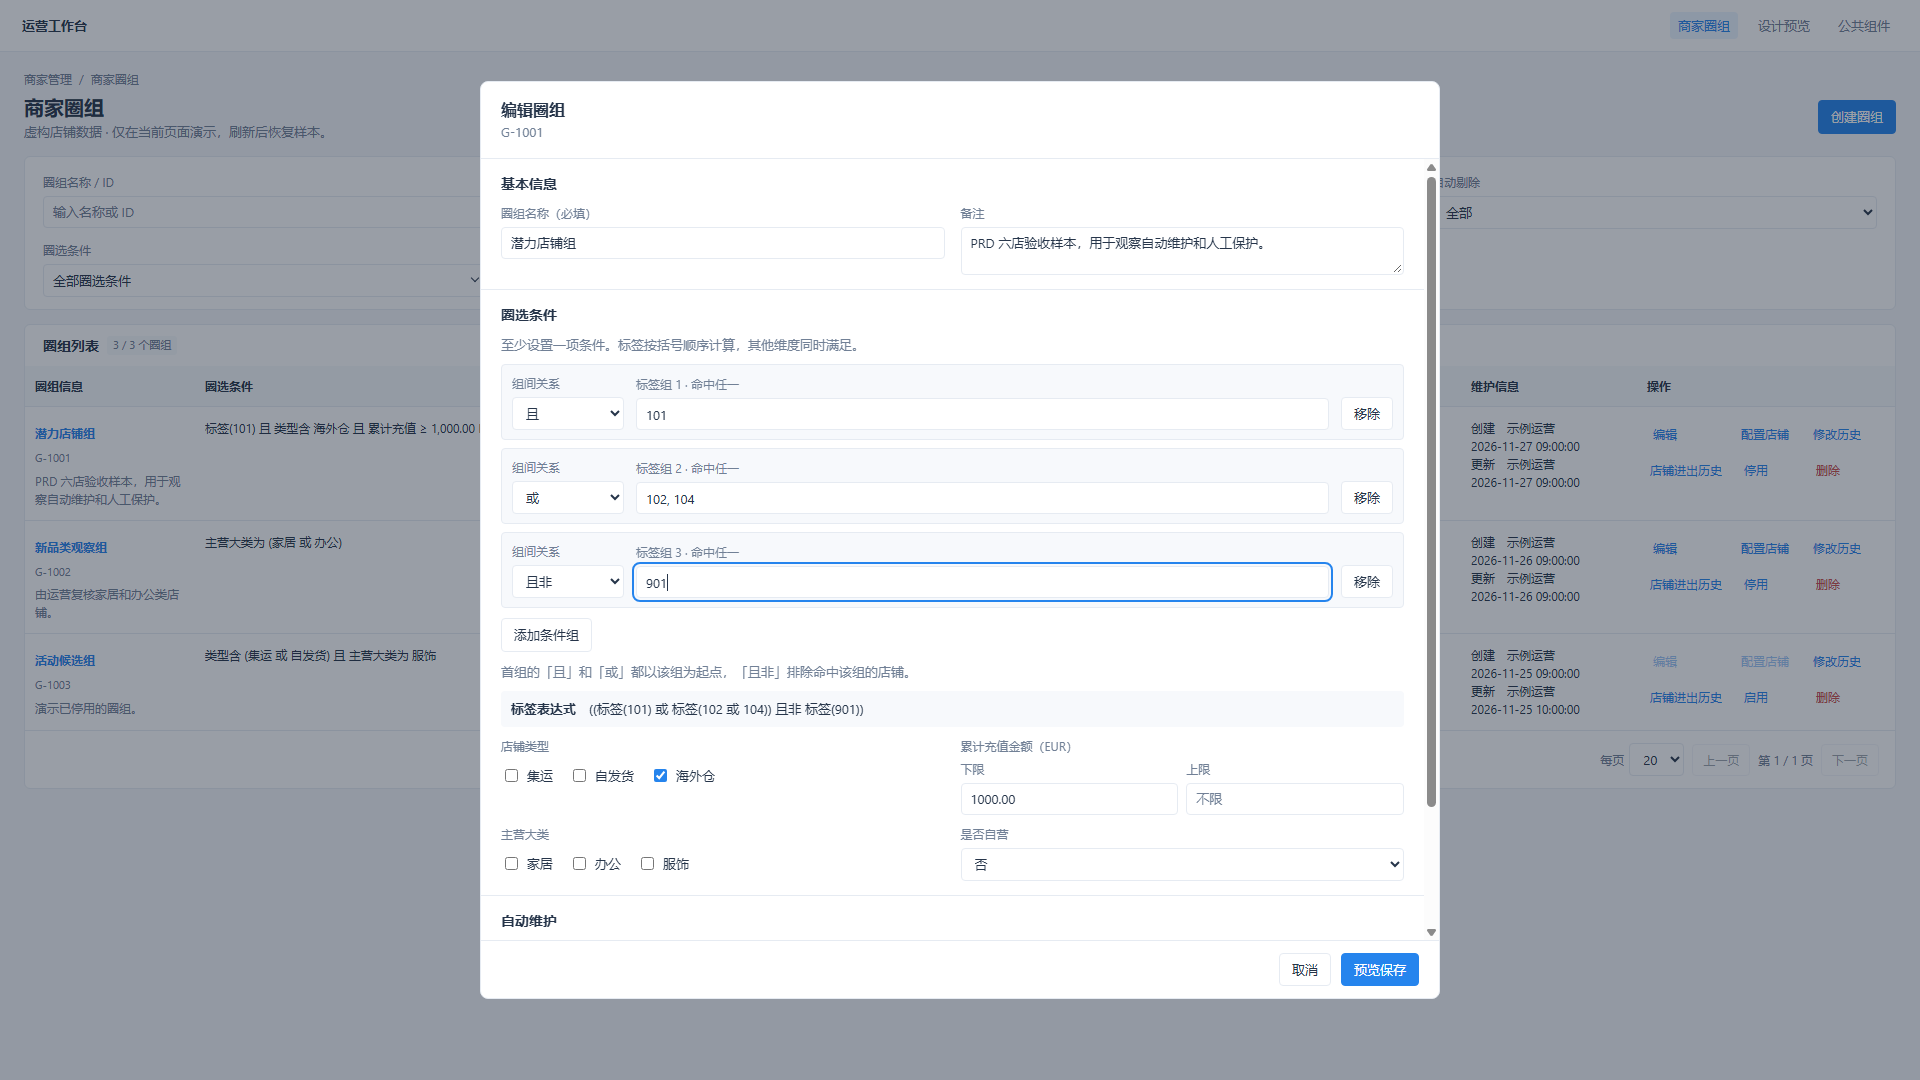 运营工作台
商家圈组 设计预览 公共组件
商家管理 / 商家圈组
商家圈组
虚构店铺数据 · 仅在当前页面演示，刷新后恢复样本。
创建圈组
圈组名称 / ID
输入名称或 ID
圈选条件
全部圈选条件
动剔除
全部
圈组列表 3 / 3 个圈组
圈组信息 圈选条件 维护信息 操作
潜力店铺组
G-1001
PRD 六店验收样本，用于观
察自动维护和人工保护。
标签(101) 且 类型含 海外仓 且 累计充值 ≥ 1,000.00
创建 示例运营
2026-11-27 09:00:00
更新 示例运营
2026-11-27 09:00:00
编辑 配置店铺 修改历史
店铺进出历史 停用 删除
新品类观察组
G-1002
由运营复核家居和办公类店
铺。
主营大类为 (家居 或 办公)
创建 示例运营
2026-11-26 09:00:00
更新 示例运营
2026-11-26 09:00:00
编辑 配置店铺 修改历史
店铺进出历史 停用 删除
活动候选组
G-1003
演示已停用的圈组。
类型含 (集运 或 自发货) 且 主营大类为 服饰
创建 示例运营
2026-11-25 09:00:00
更新 示例运营
2026-11-25 10:00:00
编辑 配置店铺 修改历史
店铺进出历史 启用 删除
每页 20 上一页 第 1 / 1 页 下一页
编辑圈组
G-1001
基本信息
圈组名称（必填）
潜力店铺组
备注
PRD 六店验收样本，用于观察自动维护和人工保护。
圈选条件
至少设置一项条件。标签按括号顺序计算，其他维度同时满足。
组间关系 标签组 1 · 命中任一
且 101 移除
组间关系 标签组 2 · 命中任一
或 102, 104 移除
组间关系 标签组 3 · 命中任一
且非 901 移除
添加条件组
首组的「且」和「或」都以该组为起点，「且非」排除命中该组的店铺。
标签表达式 ((标签(101) 或 标签(102 或 104)) 且非 标签(901))
店铺类型
集运 自发货 海外仓
累计充值金额（EUR）
下限 上限
1000.00 不限
主营大类
家居 办公 服饰
是否自营
否
自动维护
取消 预览保存